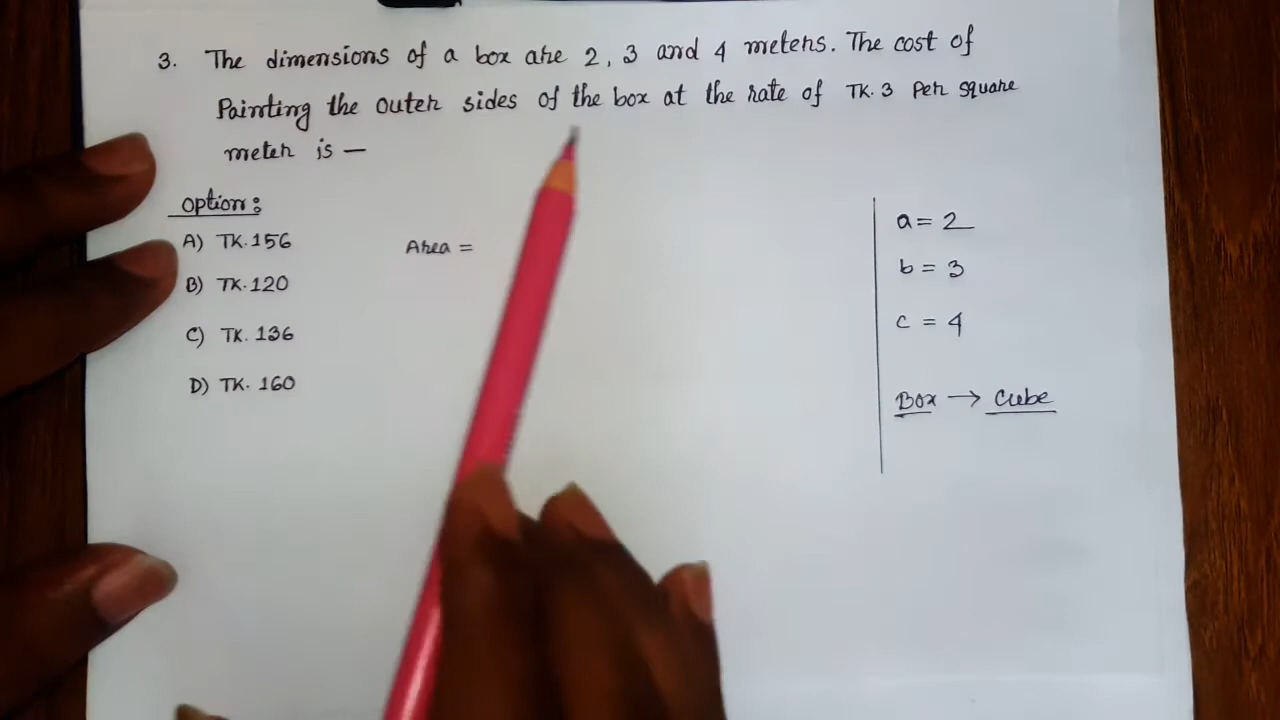 3. The dimensions of a box are 2, 3 and 4 meters. The cost of
Painting the outer sides of the box at the rate of TK. 3 Per square
meter is —
Option:
A) TK. 156
B) TK. 120
C) TK. 136
D) TK. 160
Area =
a = 2
b = 3
c = 4
Box → Cube